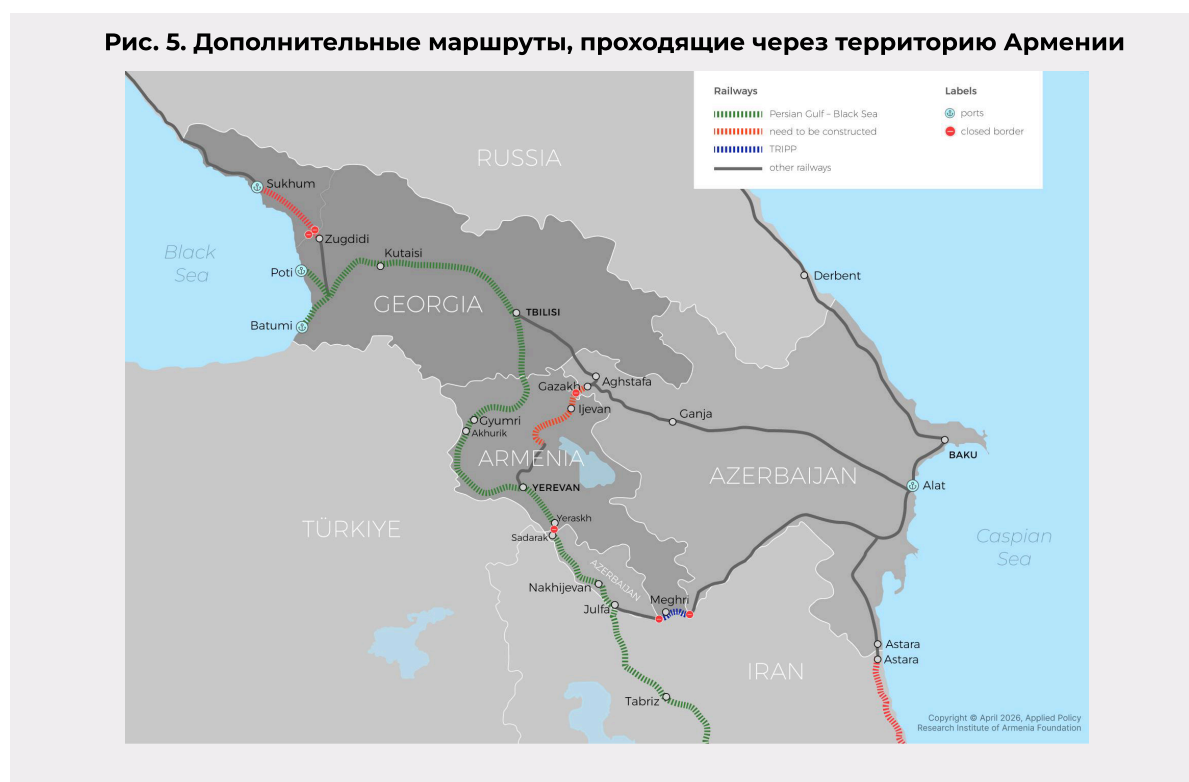 Рис. 5. Дополнительные маршруты, проходящие через территорию Армении
Railways
Persian Gulf – Black Sea
need to be constructed
TRIPP
other railways
Labels
ports
closed border
RUSSIA
Sukhum
Zugdidi
Black
Sea
Kutaisi
Poti
Derbent
GEORGIA
TBILISI
Batumi
Aghstafa
Gazakh
Ijevan
Ganja
Gyumri
Akhurik
ARMENIA
BAKU
AZERBAIJAN
YEREVAN
Alat
Yeraskh
TÜRKIYE
Sadarak
Caspian
Sea
AZERBAIJAN
Nakhijevan
Meghri
Julfa
Astara
Astara
IRAN
Tabriz
Copyright © April 2026, Applied Policy
Research Institute of Armenia Foundation